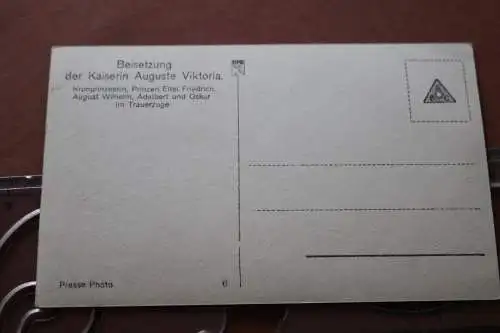 Beisetzung
der Kaiserin Auguste Viktoria.
Kronprinzessin, Prinzen Eitel Friedrich,
August Wilhelm, Adalbert und Oskar
im Trauerzuge
Presse Photo
6